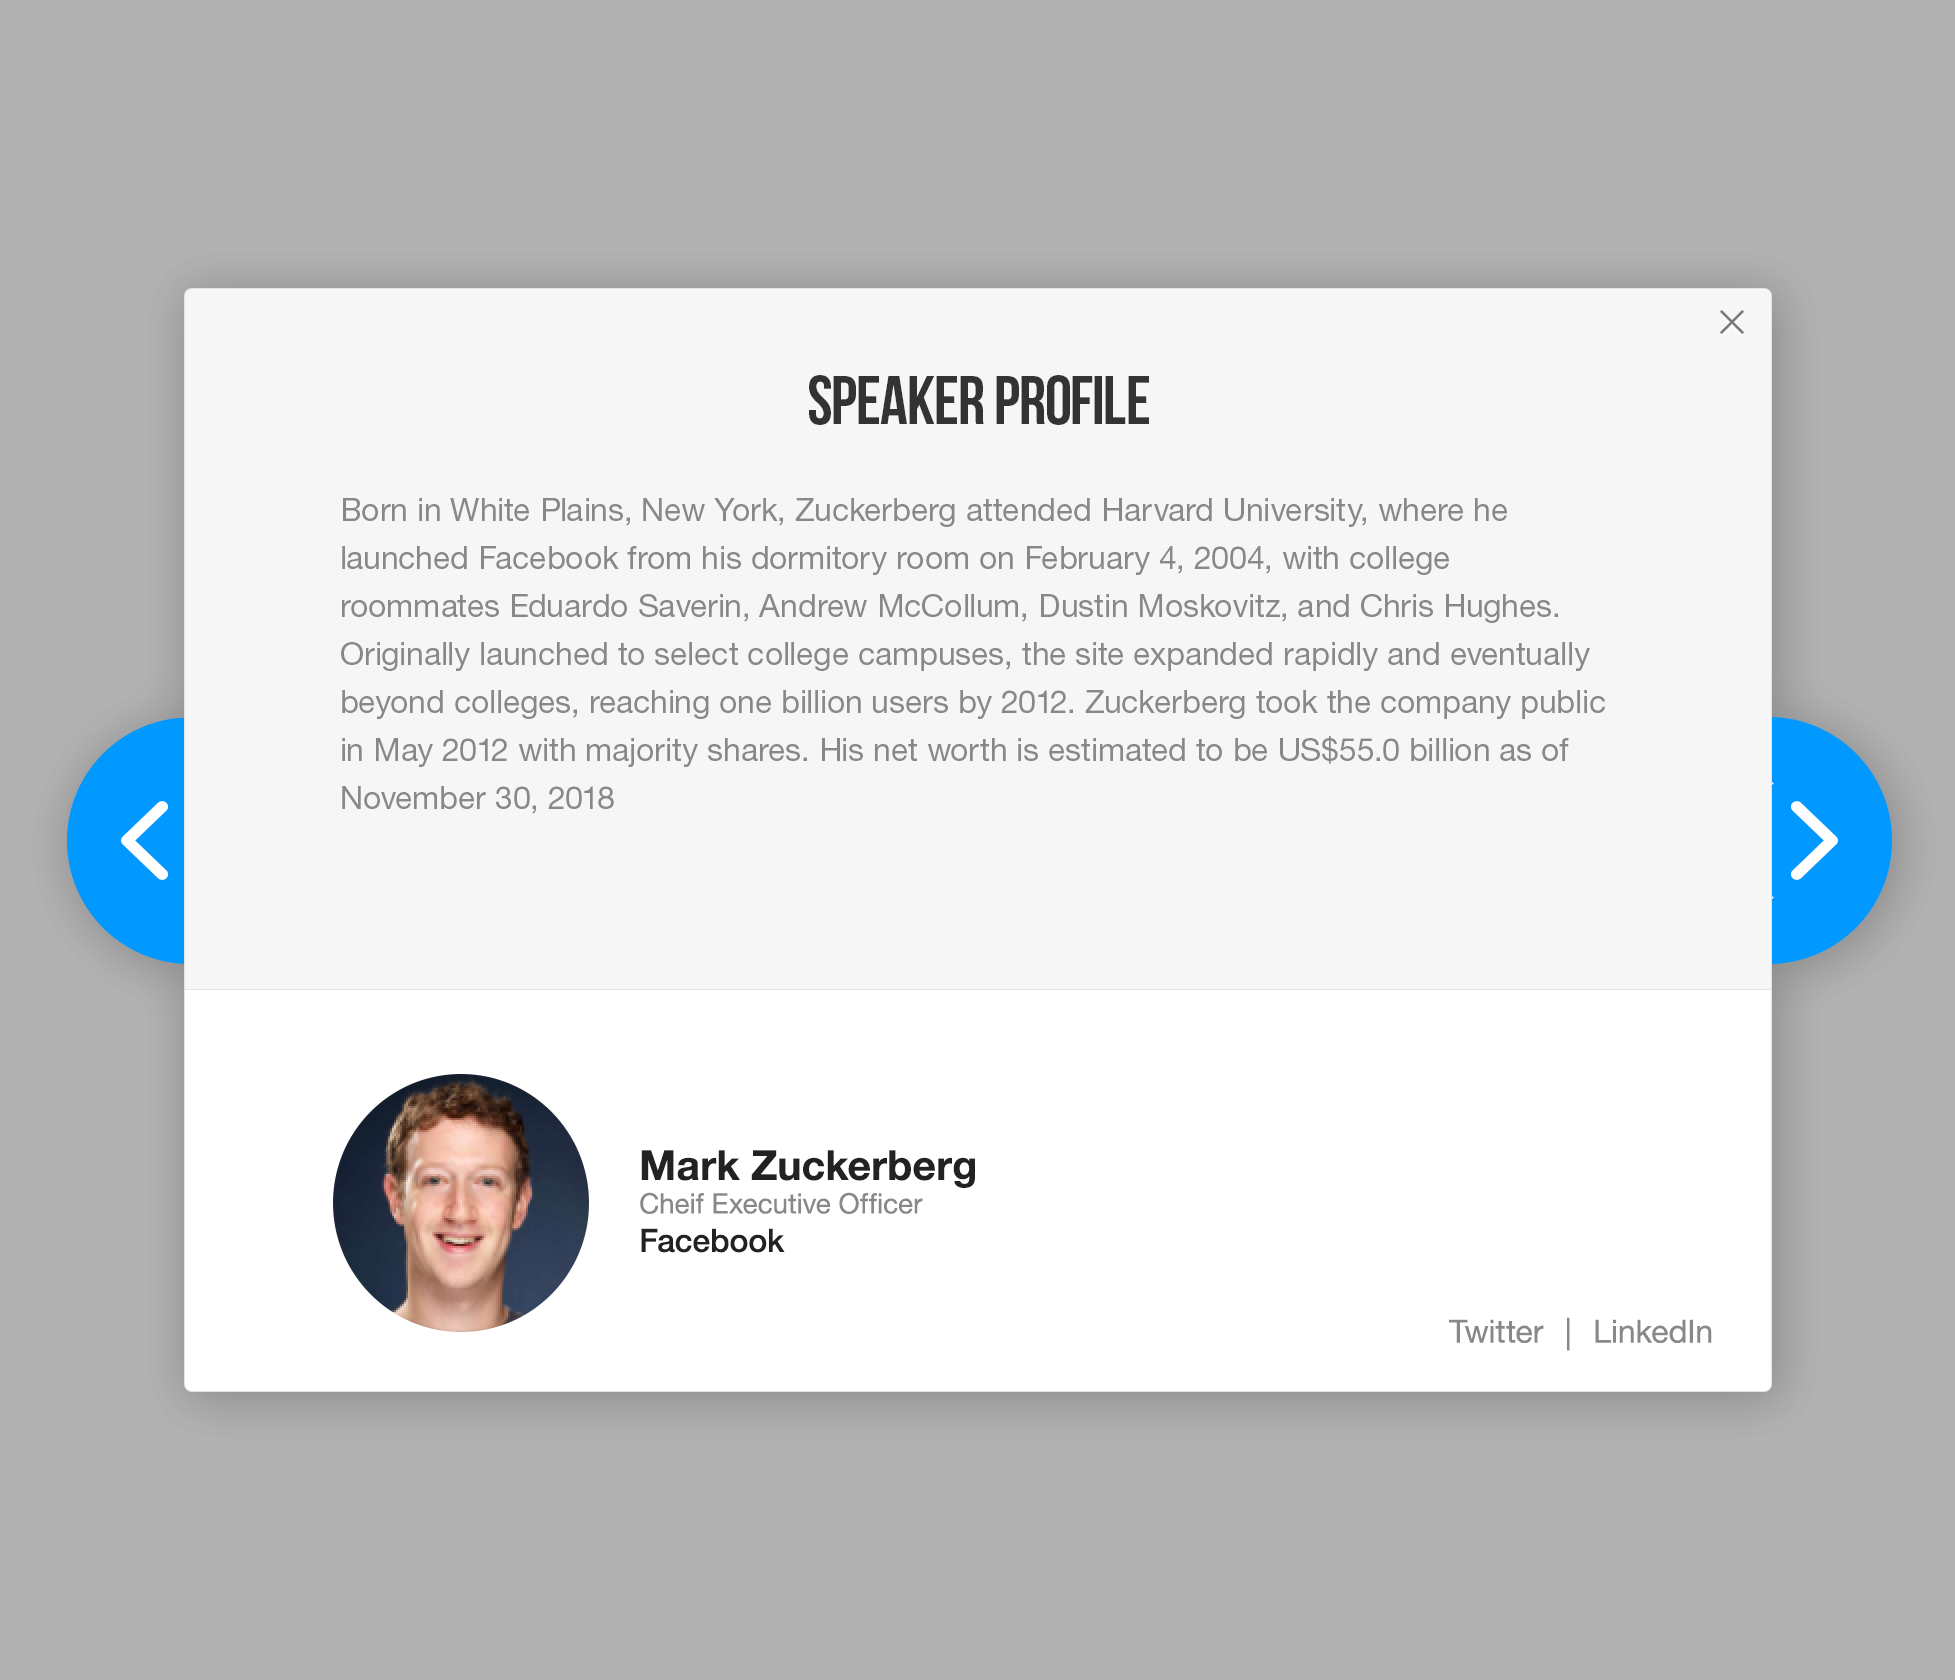 SPEAKER PROFILE
Born in White Plains, New York, Zuckerberg attended Harvard University, where he
launched Facebook from his dormitory room on February 4, 2004, with college
roommates Eduardo Saverin, Andrew McCollum, Dustin Moskovitz, and Chris Hughes.
Originally launched to select college campuses, the site expanded rapidly and eventually
beyond colleges, reaching one billion users by 2012. Zuckerberg took the company public
in May 2012 with majority shares. His net worth is estimated to be US$55.0 billion as of
November 30, 2018
Mark Zuckerberg
Cheif Executive Officer
Facebook
Twitter | LinkedIn